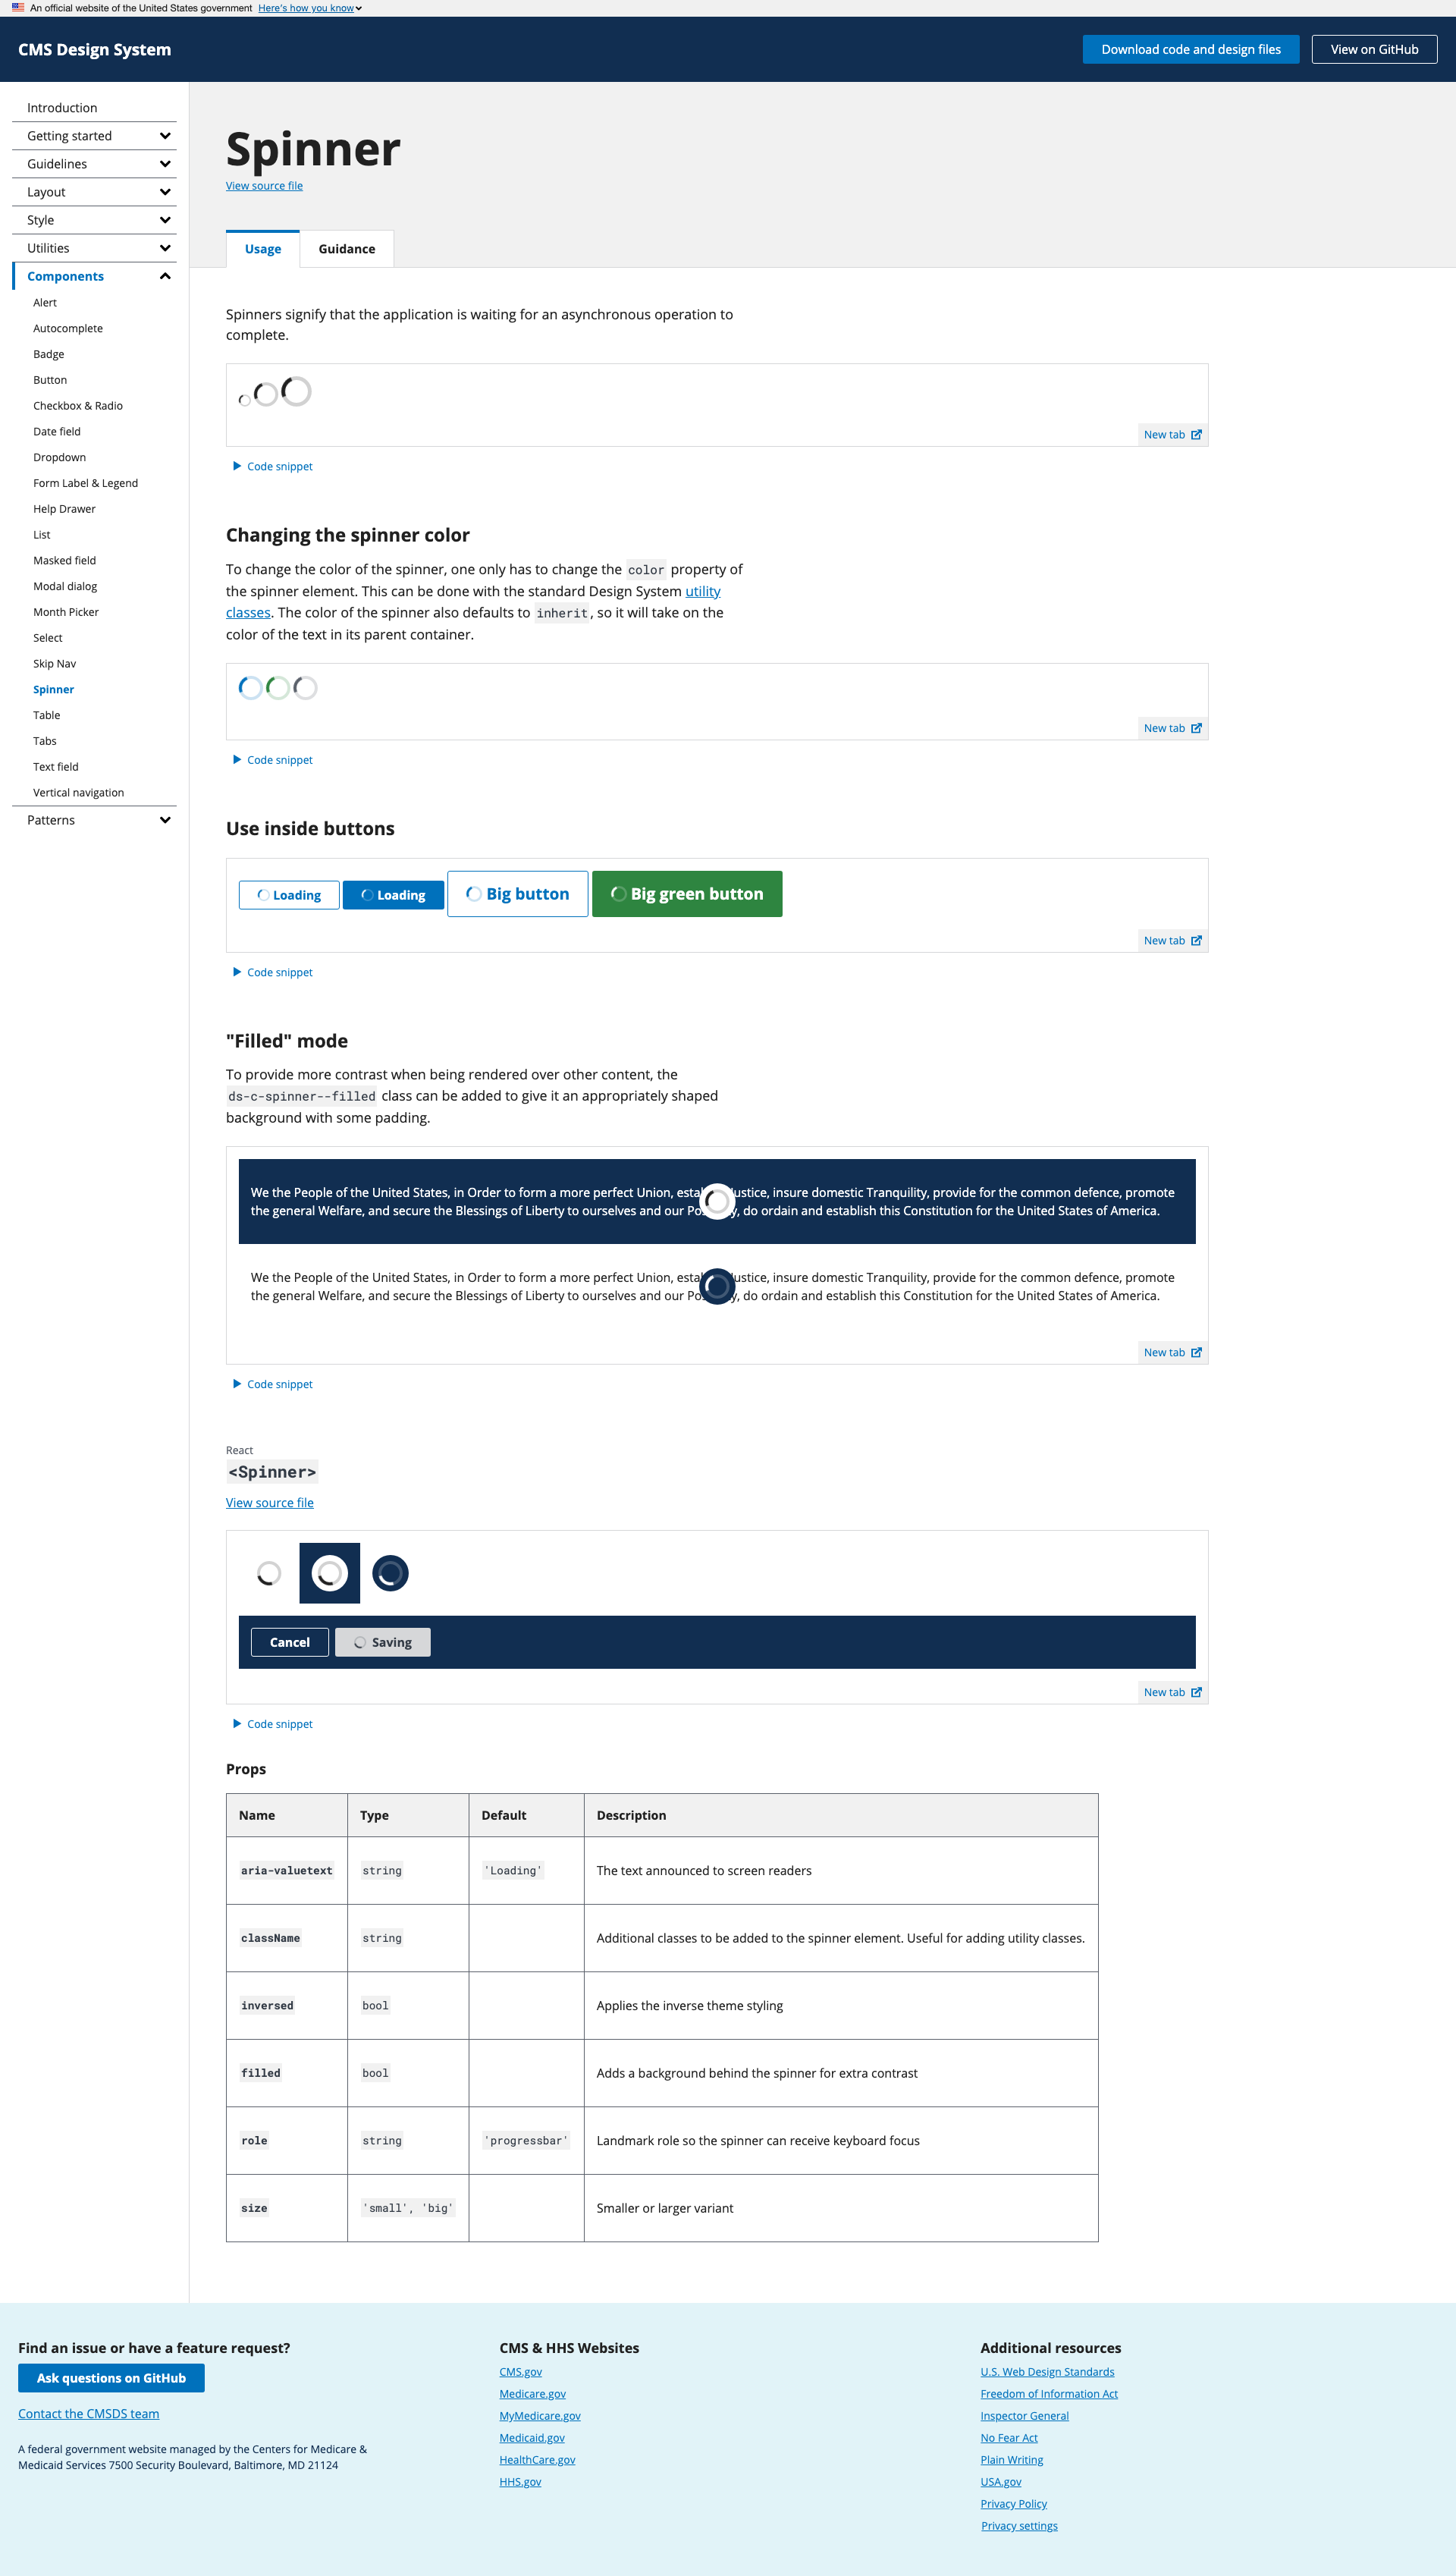 An official website of the United States government Here's how you know
CMS Design System
Download code and design files
View on GitHub
Introduction
Getting started
Guidelines
Layout
Style
Utilities
Components
Alert
Autocomplete
Badge
Button
Checkbox & Radio
Date field
Dropdown
Form Label & Legend
Help Drawer
List
Masked field
Modal dialog
Month Picker
Select
Skip Nav
Spinner
Table
Tabs
Text field
Vertical navigation
Patterns
Spinner
View source file
Usage
Guidance
Spinners signify that the application is waiting for an asynchronous operation to
complete.
New tab
Code snippet
Changing the spinner color
To change the color of the spinner, one only has to change the color property of
the spinner element. This can be done with the standard Design System utility
classes. The color of the spinner also defaults to inherit, so it will take on the
color of the text in its parent container.
New tab
Code snippet
Use inside buttons
Loading
Loading
Big button
Big green button
New tab
Code snippet
"Filled" mode
To provide more contrast when being rendered over other content, the
ds-c-spinner--filled class can be added to give it an appropriately shaped
background with some padding.
We the People of the United States, in Order to form a more perfect Union, insure domestic Tranquility, provide for the common defence, promote
the general Welfare, and secure the Blessings of Liberty to ourselves and our do ordain and establish this Constitution for the United States of America.
We the People of the United States, in Order to form a more perfect Union, insure domestic Tranquility, provide for the common defence, promote
the general Welfare, and secure the Blessings of Liberty to ourselves and our do ordain and establish this Constitution for the United States of America.
New tab
Code snippet
React
<Spinner>
View source file
Cancel
Saving
New tab
Code snippet
Props
Name Type Default Description
aria-valuetext string 'Loading' The text announced to screen readers
className string Additional classes to be added to the spinner element. Useful for adding utility classes.
inversed bool Applies the inverse theme styling
filled bool Adds a background behind the spinner for extra contrast
role string 'progressbar' Landmark role so the spinner can receive keyboard focus
size 'small', 'big' Smaller or larger variant
Find an issue or have a feature request?
Ask questions on GitHub
Contact the CMSDS team
A federal government website managed by the Centers for Medicare &
Medicaid Services 7500 Security Boulevard, Baltimore, MD 21124
CMS & HHS Websites
CMS.gov
Medicare.gov
MyMedicare.gov
Medicaid.gov
HealthCare.gov
HHS.gov
Additional resources
U.S. Web Design Standards
Freedom of Information Act
Inspector General
No Fear Act
Plain Writing
USA.gov
Privacy Policy
Privacy settings